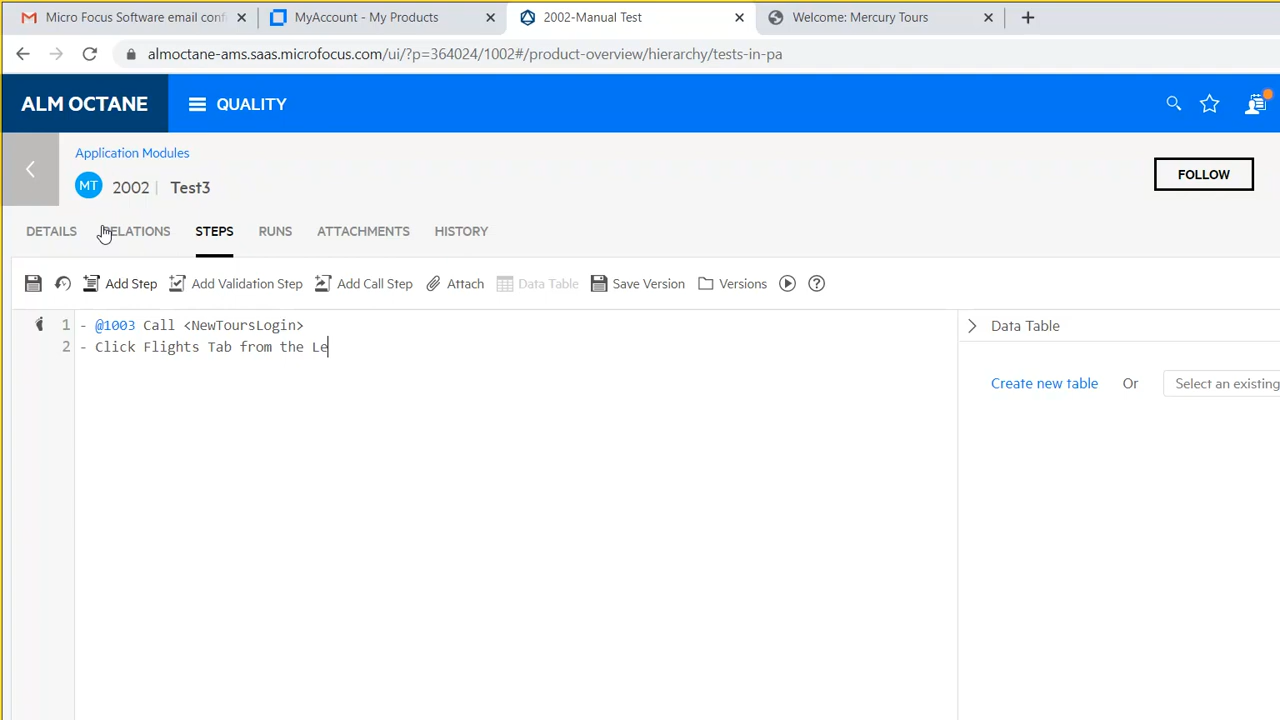 Micro Focus Software email conf
MyAccount - My Products
2002-Manual Test
Welcome: Mercury Tours
almoctane-ams.saas.microfocus.com/ui/?p=364024/1002#/product-overview/hierarchy/tests-in-pa
ALM OCTANE
QUALITY
Application Modules
MT 2002 | Test3
FOLLOW
DETAILS RELATIONS STEPS RUNS ATTACHMENTS HISTORY
Add Step Add Validation Step Add Call Step Attach Data Table Save Version Versions
1 - @1003 Call <NewToursLogin>
2 - Click Flights Tab from the Le
Data Table
Create new table Or Select an existing